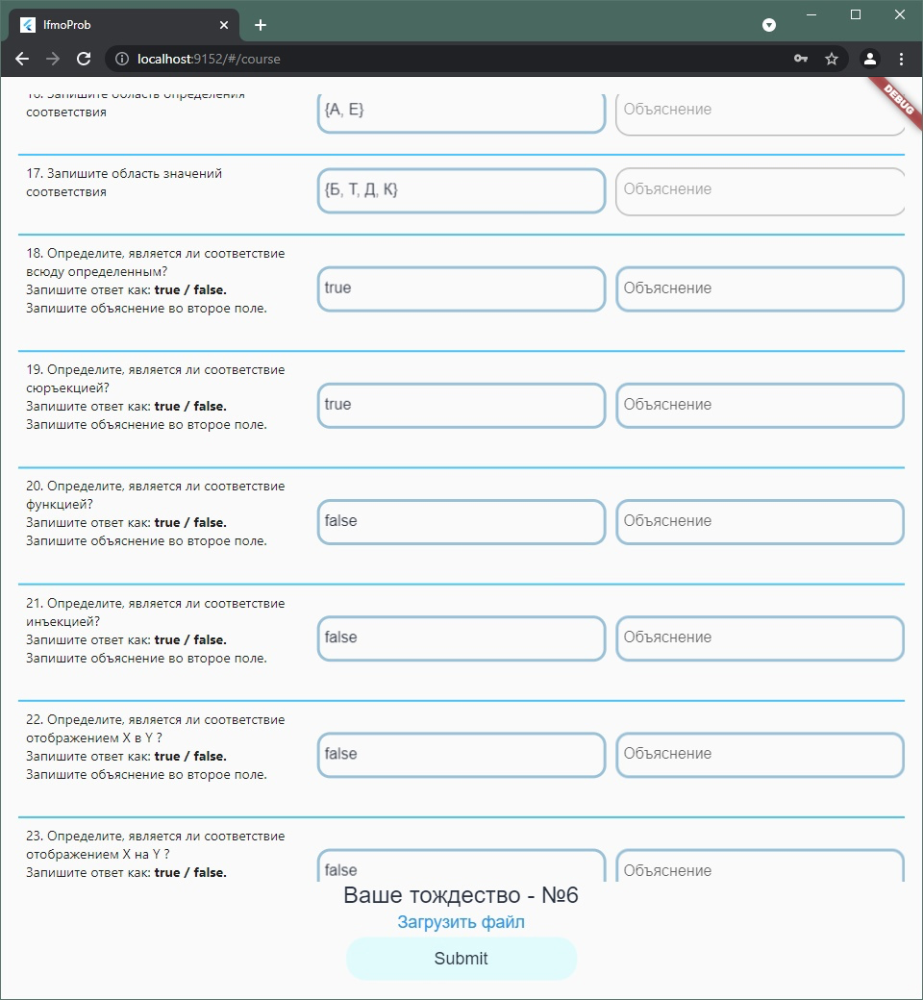 IfmoProb
localhost:9152/#/course
DEBUG
16. Запишите область определения
соответствия
{А, Е}
Объяснение
17. Запишите область значений
соответствия
{Б, Т, Д, К}
Объяснение
18. Определите, является ли соответствие
всюду определенным?
Запишите ответ как: true / false.
Запишите объяснение во второе поле.
true
Объяснение
19. Определите, является ли соответствие
сюръекцией?
Запишите ответ как: true / false.
Запишите объяснение во второе поле.
true
Объяснение
20. Определите, является ли соответствие
функцией?
Запишите ответ как: true / false.
Запишите объяснение во второе поле.
false
Объяснение
21. Определите, является ли соответствие
инъекцией?
Запишите ответ как: true / false.
Запишите объяснение во второе поле.
false
Объяснение
22. Определите, является ли соответствие
отображением X в Y ?
Запишите ответ как: true / false.
Запишите объяснение во второе поле.
false
Объяснение
23. Определите, является ли соответствие
отображением X на Y ?
Запишите ответ как: true / false.
false
Объяснение
Ваше тождество - №6
Загрузить файл
Submit